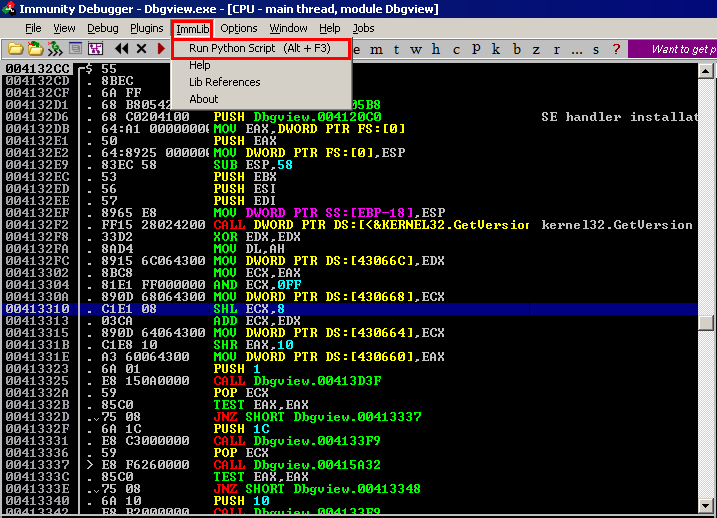 Immunity Debugger - Dbgview.exe - [CPU - main thread, module Dbgview]
File View Debug Plugins ImmLib Options Window Help Jobs
e m t w h c P k b z r ... s ? Want to get p
Run Python Script (Alt + F3)
Help
Lib References
About
004132CC $ 55
004132CD . 8BEC
004132CF . 6A FF
004132D1 . 68 B8054 05B8
004132D6 . 68 C0204100 PUSH Dbgview.004120C0 SE handler installat
004132DB . 64:A1 0000000 MOV EAX,DWORD PTR FS:[0]
004132E1 . 50 PUSH EAX
004132E2 . 64:8925 00000 MOV DWORD PTR FS:[0],ESP
004132E9 . 83EC 58 SUB ESP,58
004132EC . 53 PUSH EBX
004132ED . 56 PUSH ESI
004132EE . 57 PUSH EDI
004132EF . 8965 E8 MOV DWORD PTR SS:[EBP-18],ESP
004132F2 . FF15 28024200 CALL DWORD PTR DS:[<&KERNEL32.GetVersion kernel32.GetVersion
004132F8 . 33D2 XOR EDX,EDX
004132FA . 8AD4 MOV DL,AH
004132FC . 8915 6C064300 MOV DWORD PTR DS:[43066C],EDX
00413302 . 8BC8 MOV ECX,EAX
00413304 . 81E1 FF000000 AND ECX,0FF
0041330A . 890D 68064300 MOV DWORD PTR DS:[430668],ECX
00413310 . C1E1 08 SHL ECX,8
00413313 . 03CA ADD ECX,EDX
00413315 . 890D 64064300 MOV DWORD PTR DS:[430664],ECX
0041331B . C1E8 10 SHR EAX,10
0041331E . A3 60064300 MOV DWORD PTR DS:[430660],EAX
00413323 . 6A 01 PUSH 1
00413325 . E8 150A0000 CALL Dbgview.00413D3F
0041332A . 59 POP ECX
0041332B . 85C0 TEST EAX,EAX
0041332D . 75 08 JNZ SHORT Dbgview.00413337
0041332F . 6A 1C PUSH 1C
00413331 . E8 C3000000 CALL Dbgview.004133F9
00413336 . 59 POP ECX
00413337 > E8 F6260000 CALL Dbgview.00415A32
0041333C . 85C0 TEST EAX,EAX
0041333E . 75 08 JNZ SHORT Dbgview.00413348
00413340 . 6A 10 PUSH 10
00413342 . E8 B2000000 CALL Dbgview.004133F9